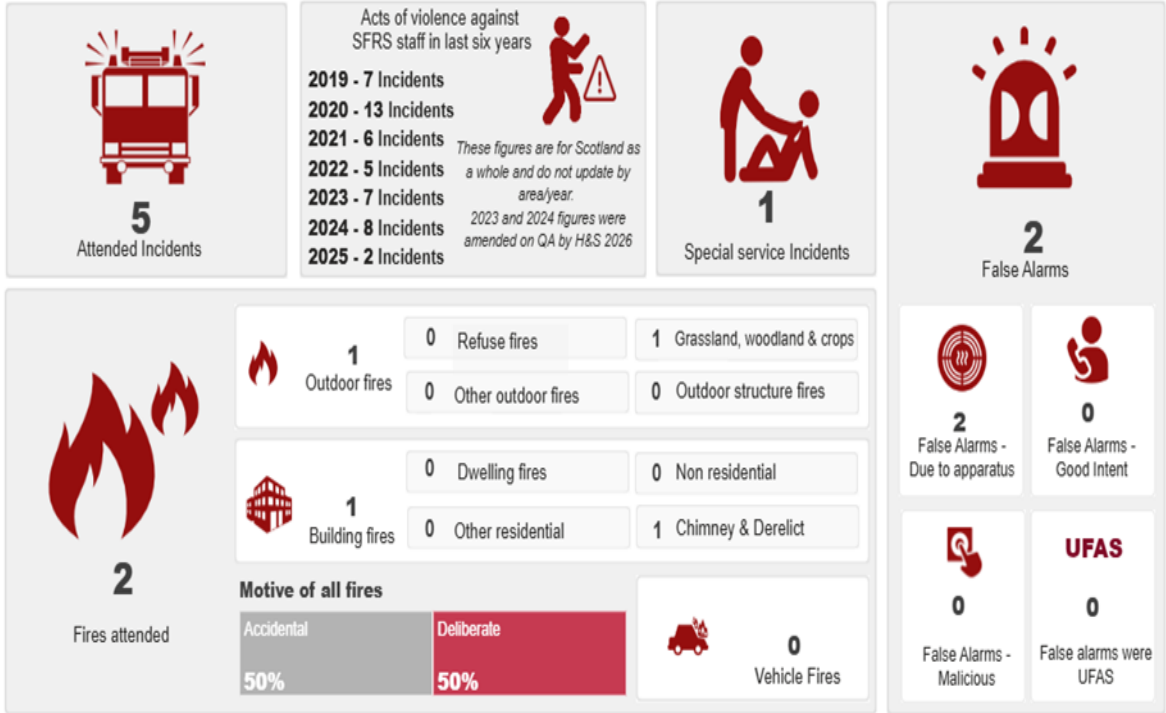 5
Attended Incidents
Acts of violence against
SFRS staff in last six years
2019 - 7 Incidents
2020 - 13 Incidents
2021 - 6 Incidents
2022 - 5 Incidents
2023 - 7 Incidents
2024 - 8 Incidents
2025 - 2 Incidents
These figures are for Scotland as
a whole and do not update by
area/year.
2023 and 2024 figures were
amended on QA by H&S 2026
1
Special service Incidents
2
False Alarms
2
Fires attended
1
Outdoor fires
0 Refuse fires
1 Grassland, woodland & crops
0 Other outdoor fires
0 Outdoor structure fires
1
Building fires
0 Dwelling fires
0 Non residential
0 Other residential
1 Chimney & Derelict
Motive of all fires
Accidental
50%
Deliberate
50%
0
Vehicle Fires
2
False Alarms -
Due to apparatus
0
False Alarms -
Good Intent
0
False Alarms -
Malicious
UFAS
0
False alarms were
UFAS